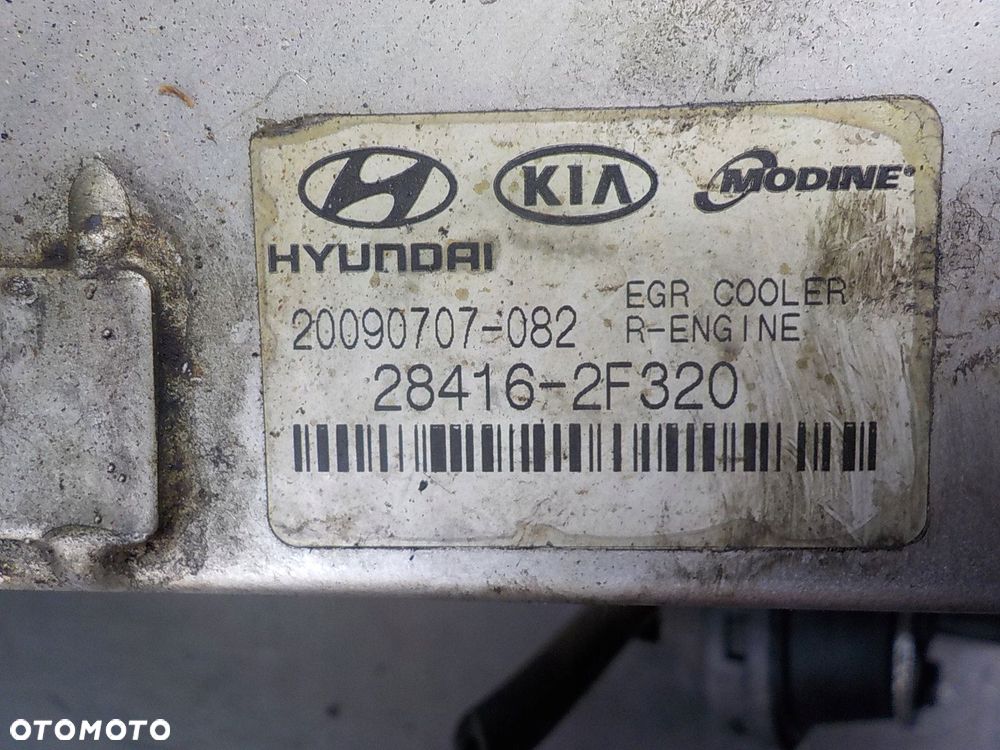 KIA MODINE®
HYUNDAI
EGR COOLER
20090707-082 R-ENGINE
28416-2F320
OTOMOTO